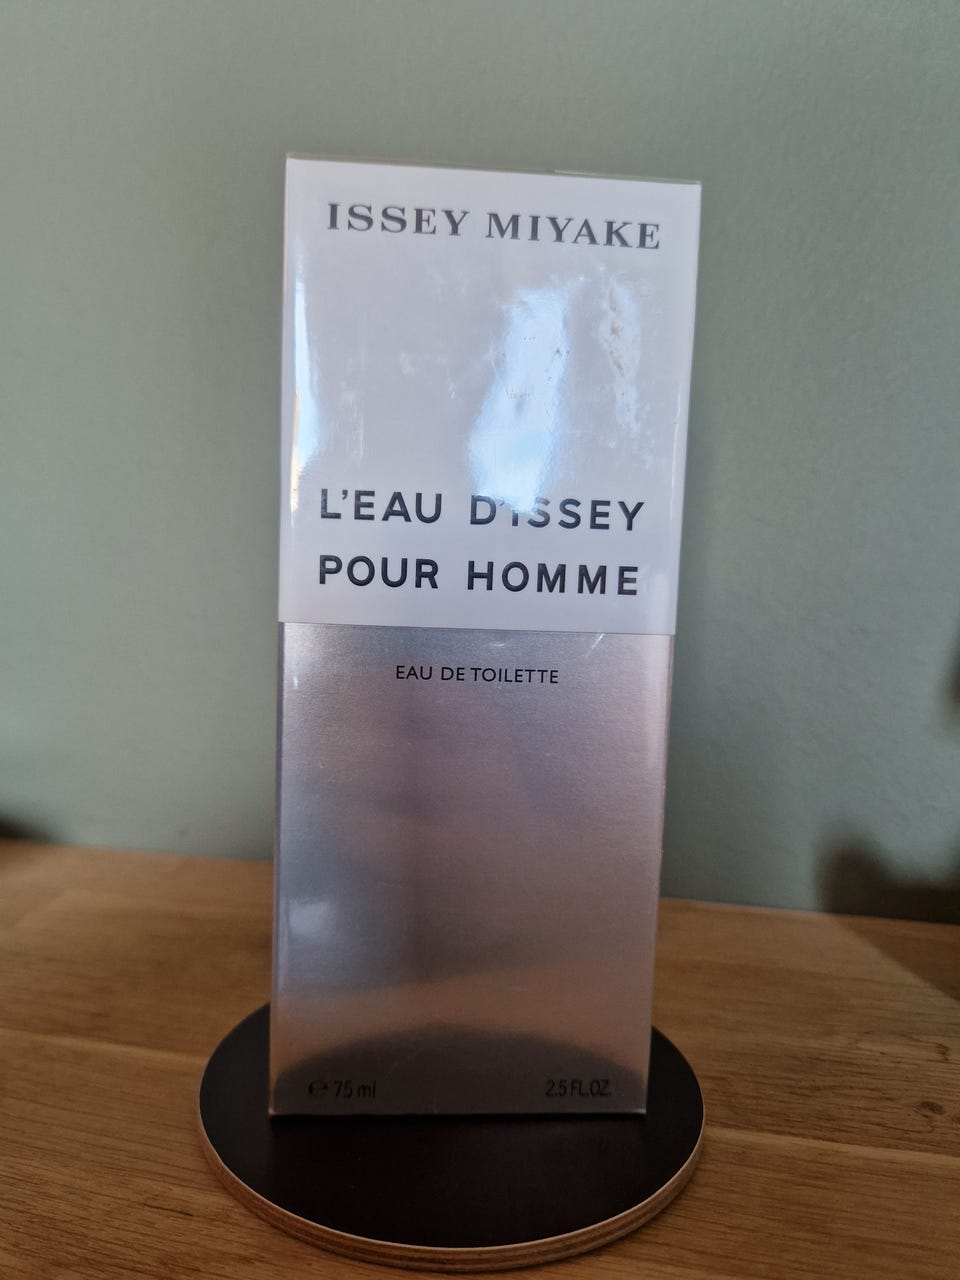 ISSEY MIYAKE
L'EAU D'ISSEY
POUR HOMME
EAU DE TOILETTE
℮ 75 ml 2.5 FL.OZ.